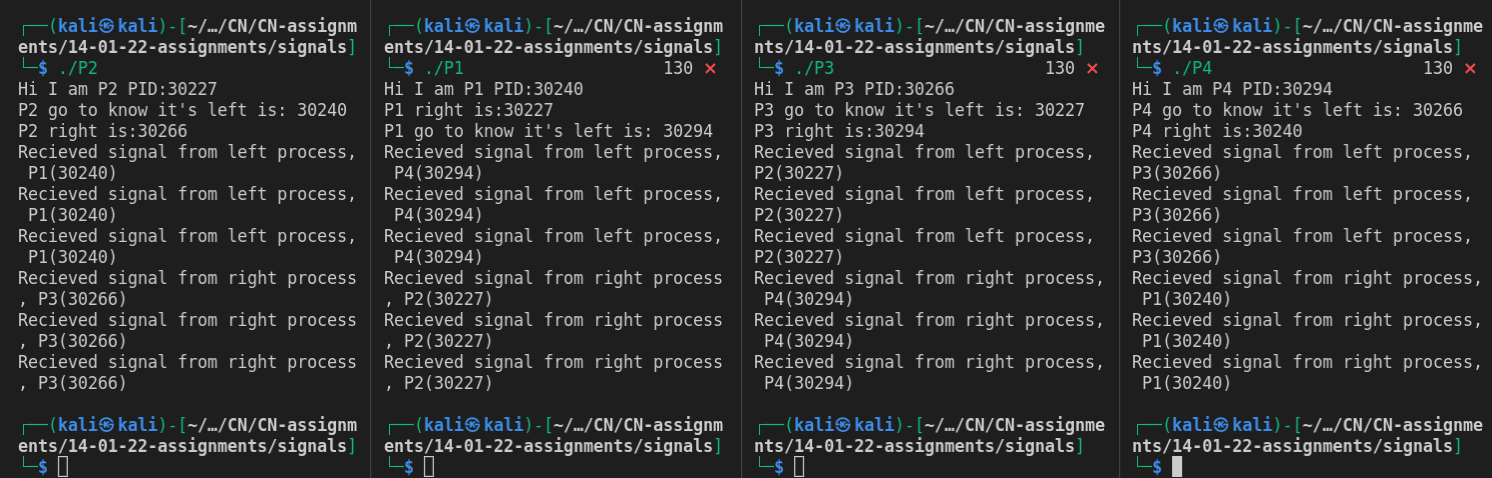 ┌──(kali㉿kali)-[~/…/CN/CN-assignm
ents/14-01-22-assignments/signals]
└─$ ./P2
Hi I am P2 PID:30227
P2 go to know it's left is: 30240
P2 right is:30266
Recieved signal from left process,
 P1(30240)
Recieved signal from left process,
 P1(30240)
Recieved signal from left process,
 P1(30240)
Recieved signal from right process
, P3(30266)
Recieved signal from right process
, P3(30266)
Recieved signal from right process
, P3(30266)
┌──(kali㉿kali)-[~/…/CN/CN-assignm
ents/14-01-22-assignments/signals]
└─$
┌──(kali㉿kali)-[~/…/CN/CN-assignm
ents/14-01-22-assignments/signals]
└─$ ./P1 130 ⨯
Hi I am P1 PID:30240
P1 right is:30227
P1 go to know it's left is: 30294
Recieved signal from left process,
 P4(30294)
Recieved signal from left process,
 P4(30294)
Recieved signal from left process,
 P4(30294)
Recieved signal from right process
, P2(30227)
Recieved signal from right process
, P2(30227)
Recieved signal from right process
, P2(30227)
┌──(kali㉿kali)-[~/…/CN/CN-assignm
ents/14-01-22-assignments/signals]
└─$
┌──(kali㉿kali)-[~/…/CN/CN-assignme
nts/14-01-22-assignments/signals]
└─$ ./P3 130 ⨯
Hi I am P3 PID:30266
P3 go to know it's left is: 30227
P3 right is:30294
Recieved signal from left process,
P2(30227)
Recieved signal from left process,
P2(30227)
Recieved signal from left process,
P2(30227)
Recieved signal from right process,
 P4(30294)
Recieved signal from right process,
 P4(30294)
Recieved signal from right process,
 P4(30294)
┌──(kali㉿kali)-[~/…/CN/CN-assignme
nts/14-01-22-assignments/signals]
└─$
┌──(kali㉿kali)-[~/…/CN/CN-assignme
nts/14-01-22-assignments/signals]
└─$ ./P4 130 ⨯
Hi I am P4 PID:30294
P4 go to know it's left is: 30266
P4 right is:30240
Recieved signal from left process,
P3(30266)
Recieved signal from left process,
P3(30266)
Recieved signal from left process,
P3(30266)
Recieved signal from right process,
 P1(30240)
Recieved signal from right process,
 P1(30240)
Recieved signal from right process,
 P1(30240)
┌──(kali㉿kali)-[~/…/CN/CN-assignme
nts/14-01-22-assignments/signals]
└─$